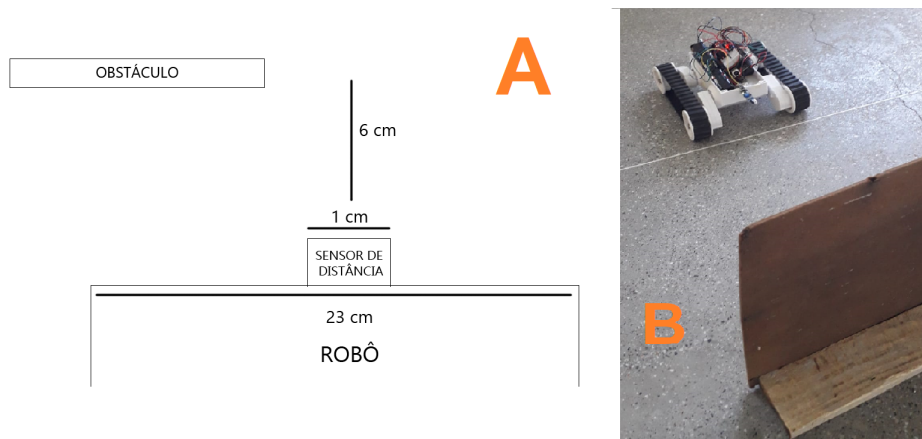 OBSTÁCULO
A
6 cm
1 cm
SENSOR DE
DISTÂNCIA
23 cm
ROBÔ
B